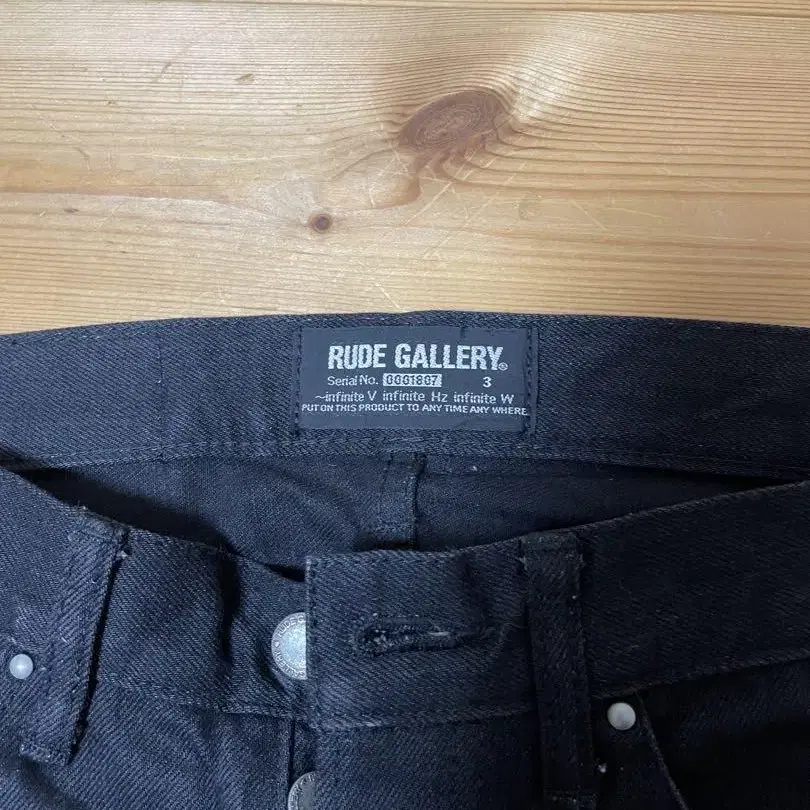 RUDE GALLERY®
Serial No. 0001807 3
~infinite V infinite Hz infinite W
PUT ON THIS PRODUCT TO ANY TIME ANY WHERE